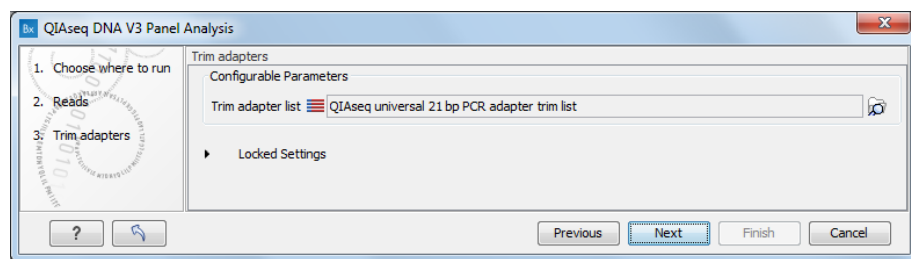 Bx QIAseq DNA V3 Panel Analysis
X
1. Choose where to run
2. Reads
3. Trim adapters
Trim adapters
Configurable Parameters
Trim adapter list QIAseq universal 21 bp PCR adapter trim list
Locked Settings
? Previous Next Finish Cancel